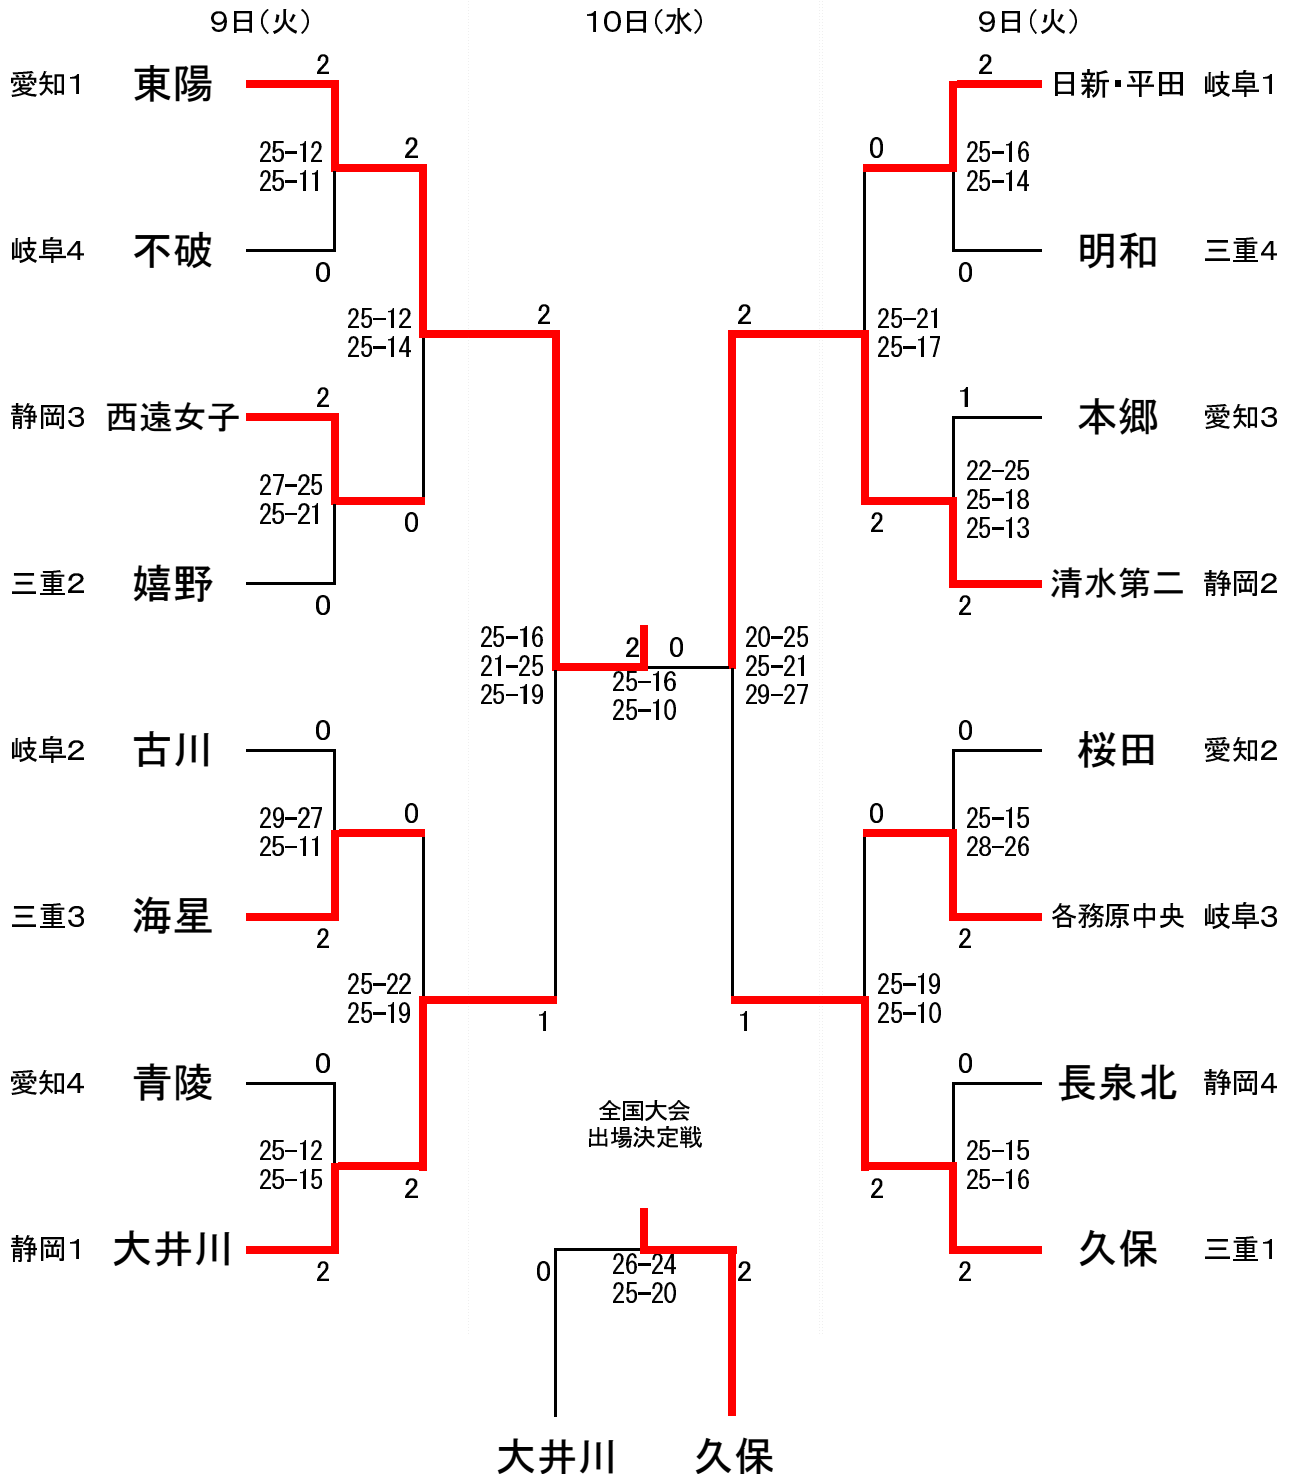 9日(火) 10日(水) 9日(火)
愛知1 東陽 2
25-12
25-11
2
岐阜4 不破 0
25-12
25-14
2
静岡3 西遠女子 2
27-25
25-21
0
三重2 嬉野 0
25-16
21-25
25-19
岐阜2 古川 0
29-27
25-11
0
三重3 海星 2
25-22
25-19
1
愛知4 青陵 0
25-12
25-15
2
静岡1 大井川 2
2 0
25-16
25-10
2 日新・平田 岐阜1
0
25-16
25-14
0 明和 三重4
2
25-21
25-17
1 本郷 愛知3
22-25
25-18
25-13
2
2 清水第二 静岡2
20-25
25-21
29-27
0 桜田 愛知2
0
25-15
28-26
2 各務原中央 岐阜3
1
25-19
25-10
0 長泉北 静岡4
25-15
25-16
2
2 久保 三重1
全国大会
出場決定戦
0 26-24 2
25-20
大井川 久保